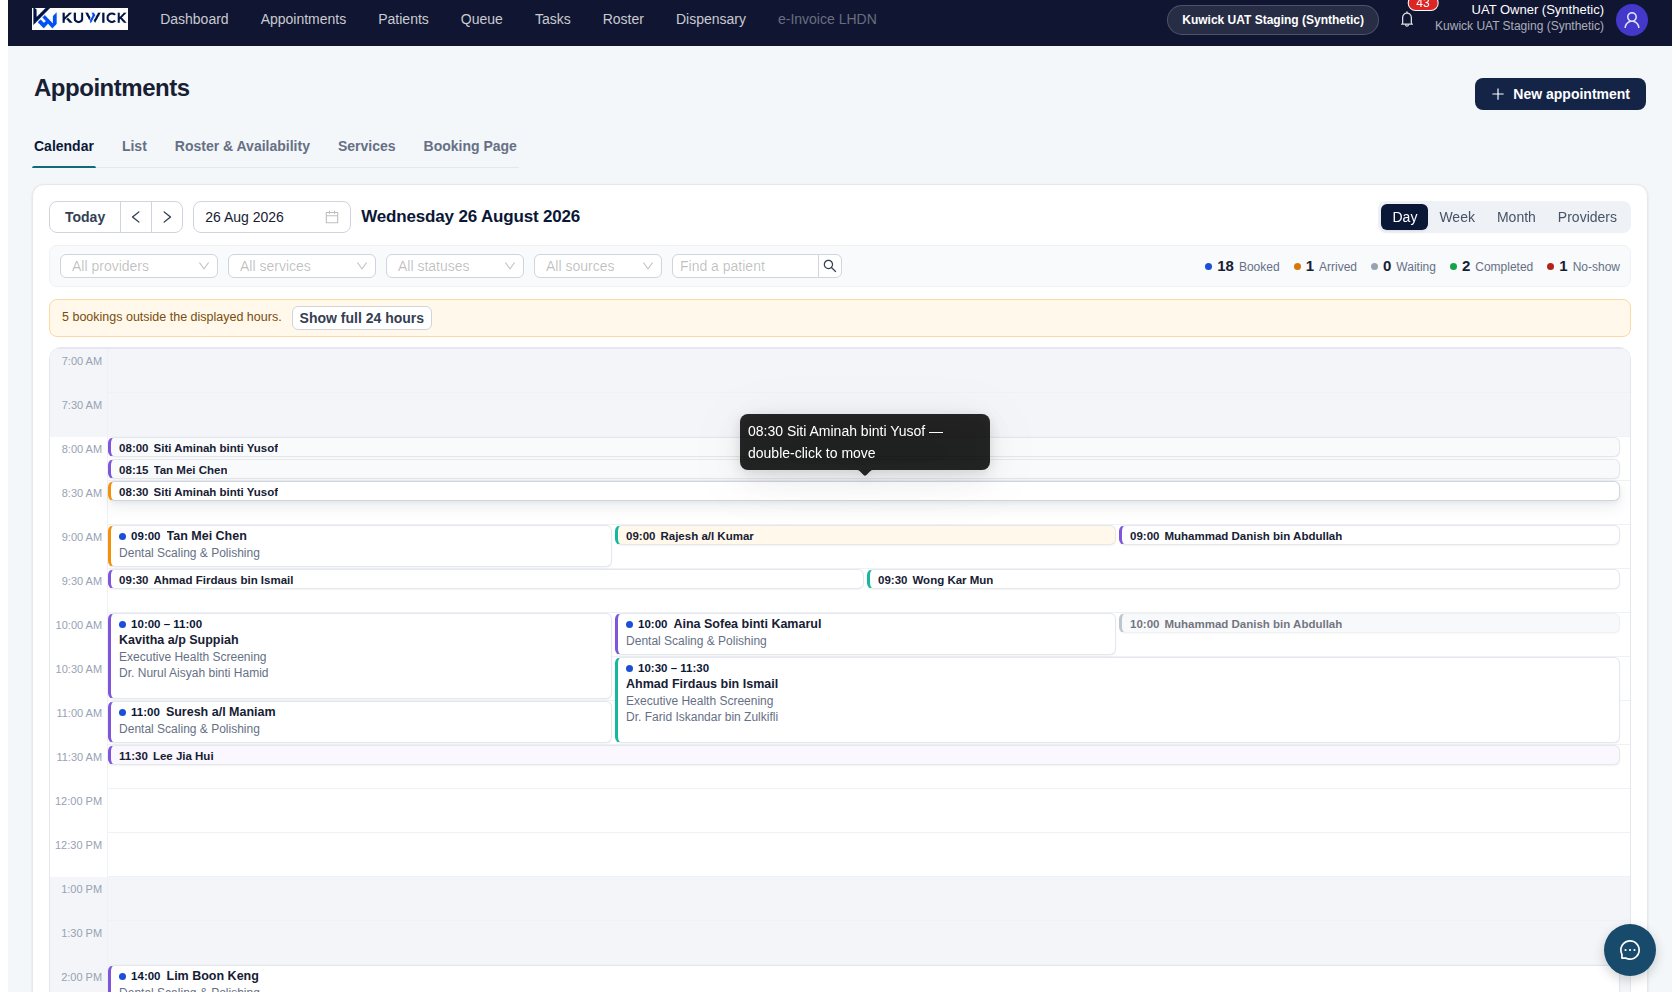 KUWICK
Dashboard
Appointments
Patients
Queue
Tasks
Roster
Dispensary
e-Invoice LHDN
Kuwick UAT Staging (Synthetic)
43
UAT Owner (Synthetic)
Kuwick UAT Staging (Synthetic)
Appointments
New appointment
Calendar
List
Roster & Availability
Services
Booking Page
Today
26 Aug 2026
Wednesday 26 August 2026
Day
Week
Month
Providers
All providers
All services
All statuses
All sources
Find a patient
18 Booked
1 Arrived
0 Waiting
2 Completed
1 No-show
5 bookings outside the displayed hours.
Show full 24 hours
7:00 AM
7:30 AM
08:30 Siti Aminah binti Yusof —
double-click to move
8:00 AM
08:00 Siti Aminah binti Yusof
08:15 Tan Mei Chen
8:30 AM
08:30 Siti Aminah binti Yusof
9:00 AM
09:00 Tan Mei Chen
Dental Scaling & Polishing
09:00 Rajesh a/l Kumar
09:00 Muhammad Danish bin Abdullah
9:30 AM
09:30 Ahmad Firdaus bin Ismail
09:30 Wong Kar Mun
10:00 AM
10:00 – 11:00
Kavitha a/p Suppiah
Executive Health Screening
Dr. Nurul Aisyah binti Hamid
10:00 Aina Sofea binti Kamarul
Dental Scaling & Polishing
10:00 Muhammad Danish bin Abdullah
10:30 AM
10:30 – 11:30
Ahmad Firdaus bin Ismail
Executive Health Screening
Dr. Farid Iskandar bin Zulkifli
11:00 AM
11:00 Suresh a/l Maniam
Dental Scaling & Polishing
11:30 AM
11:30 Lee Jia Hui
12:00 PM
12:30 PM
1:00 PM
1:30 PM
2:00 PM
14:00 Lim Boon Keng
Dental Scaling & Polishing